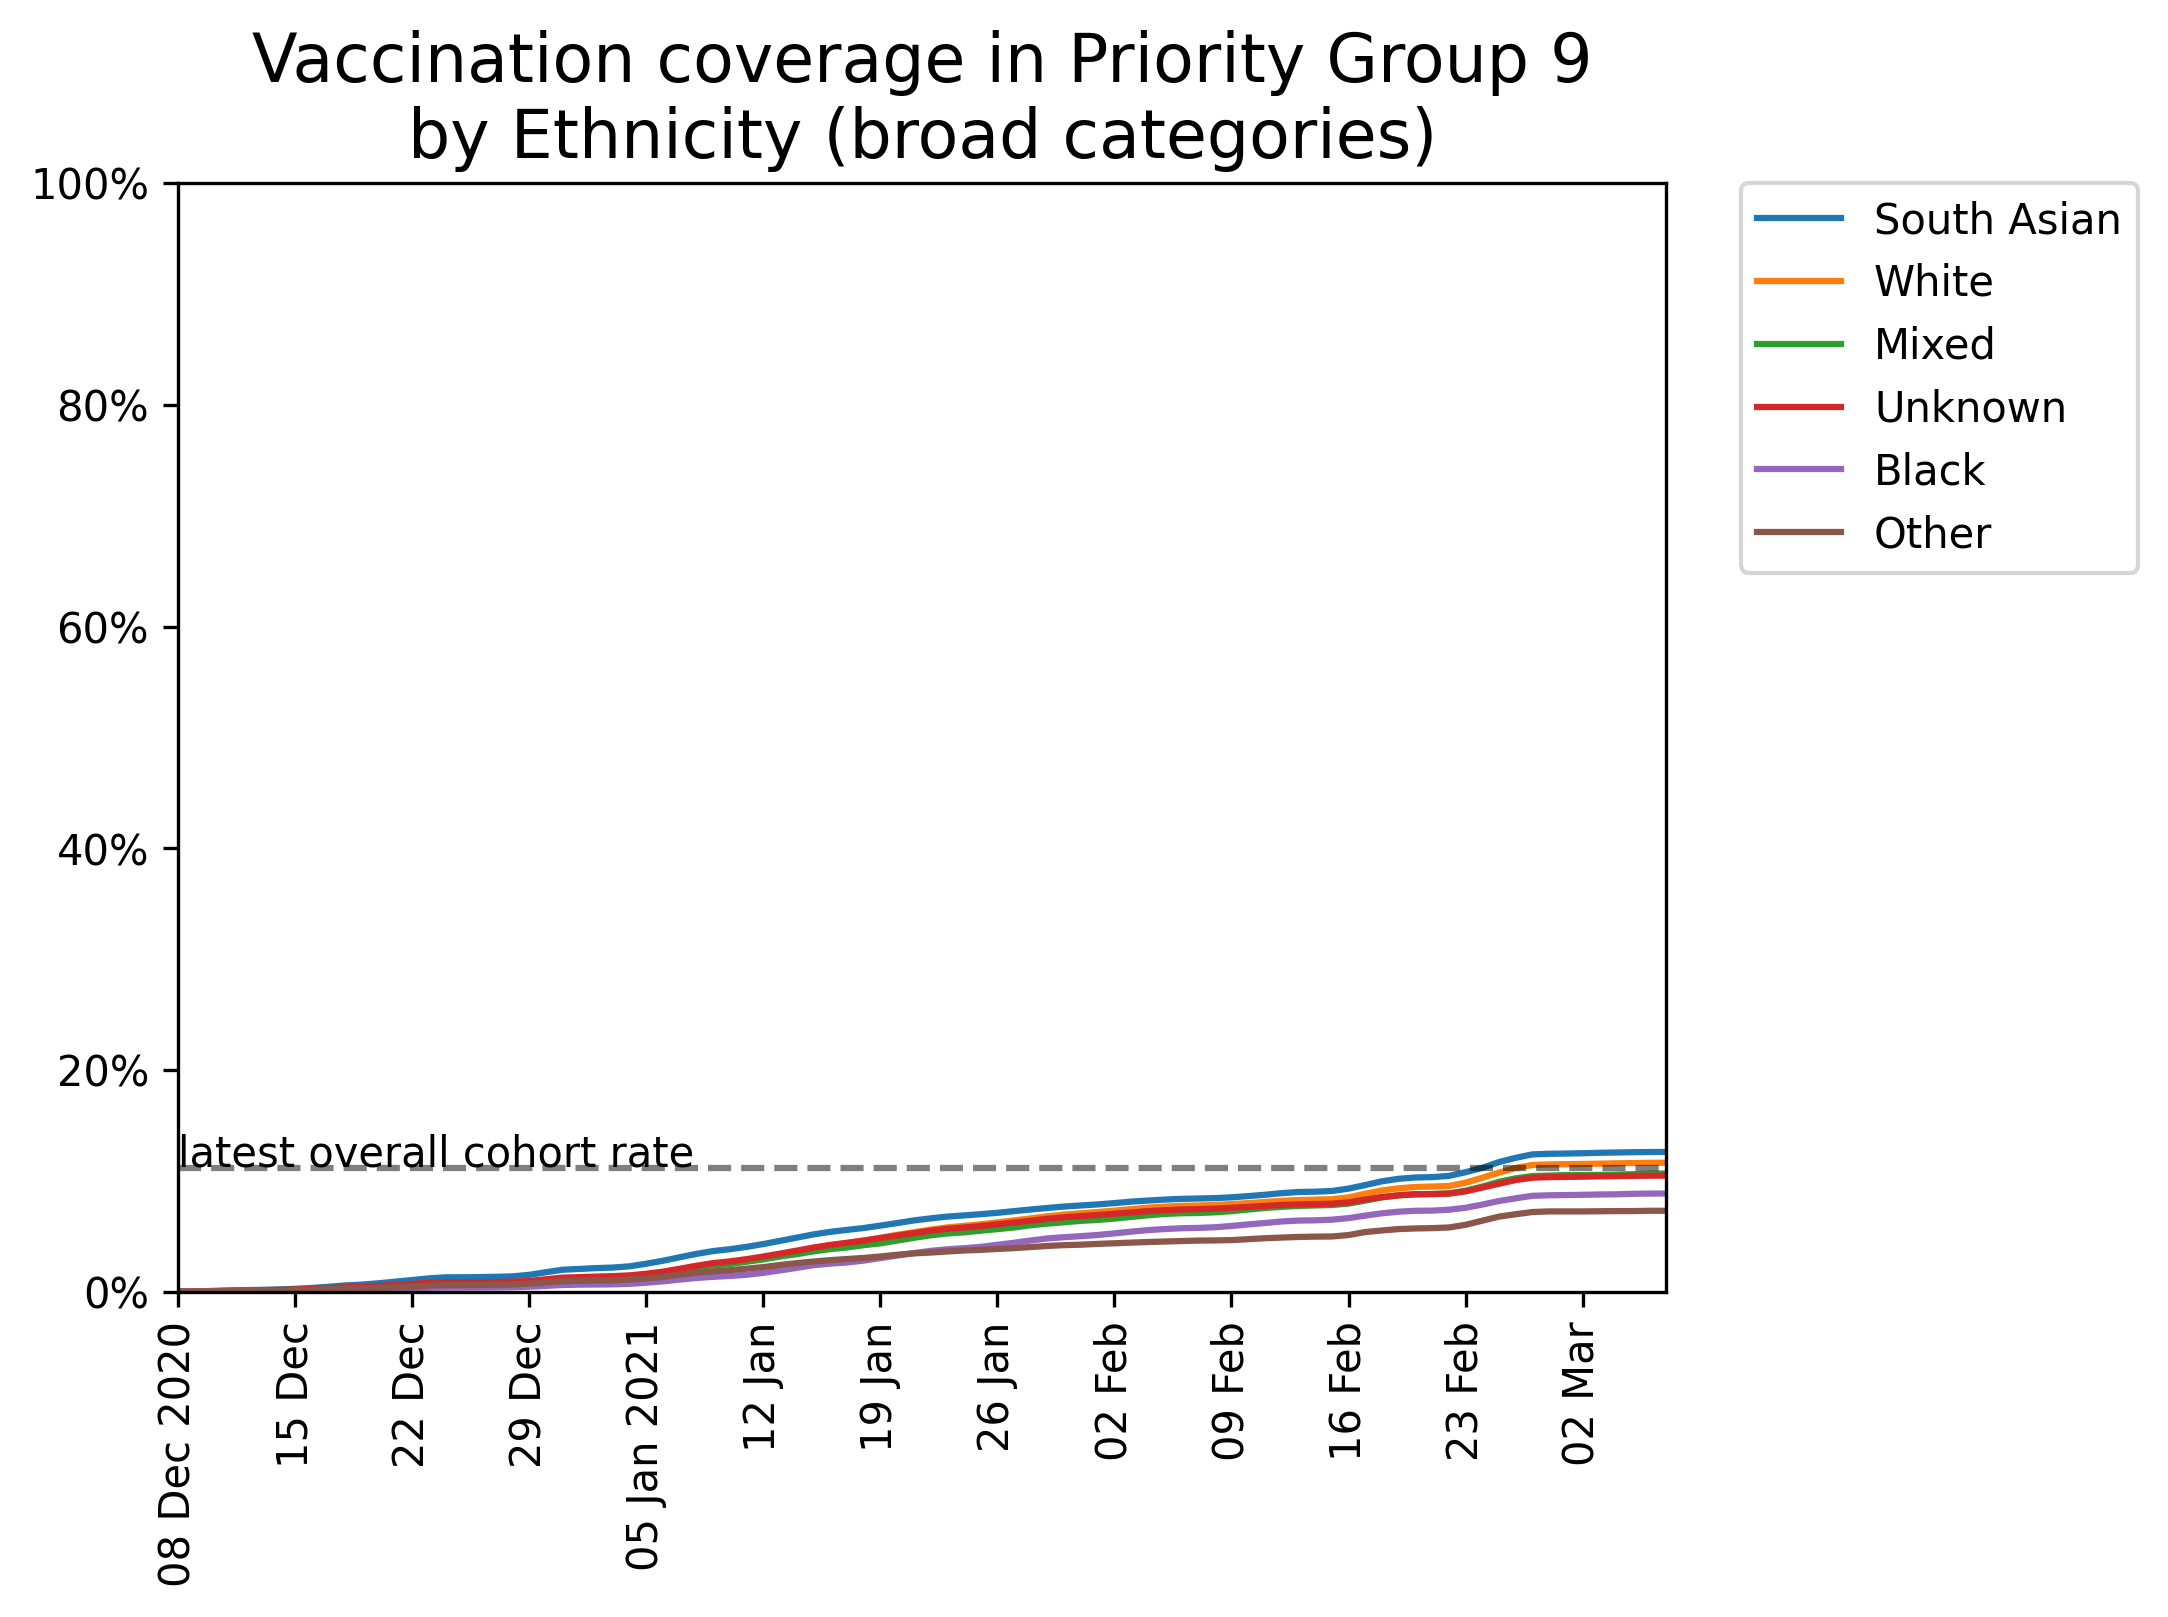 Vaccination coverage in Priority Group 9
by Ethnicity (broad categories)
100%
80%
60%
40%
20%
0%
latest overall cohort rate
08 Dec 2020
15 Dec
22 Dec
29 Dec
05 Jan 2021
12 Jan
19 Jan
26 Jan
02 Feb
09 Feb
16 Feb
23 Feb
02 Mar
South Asian
White
Mixed
Unknown
Black
Other